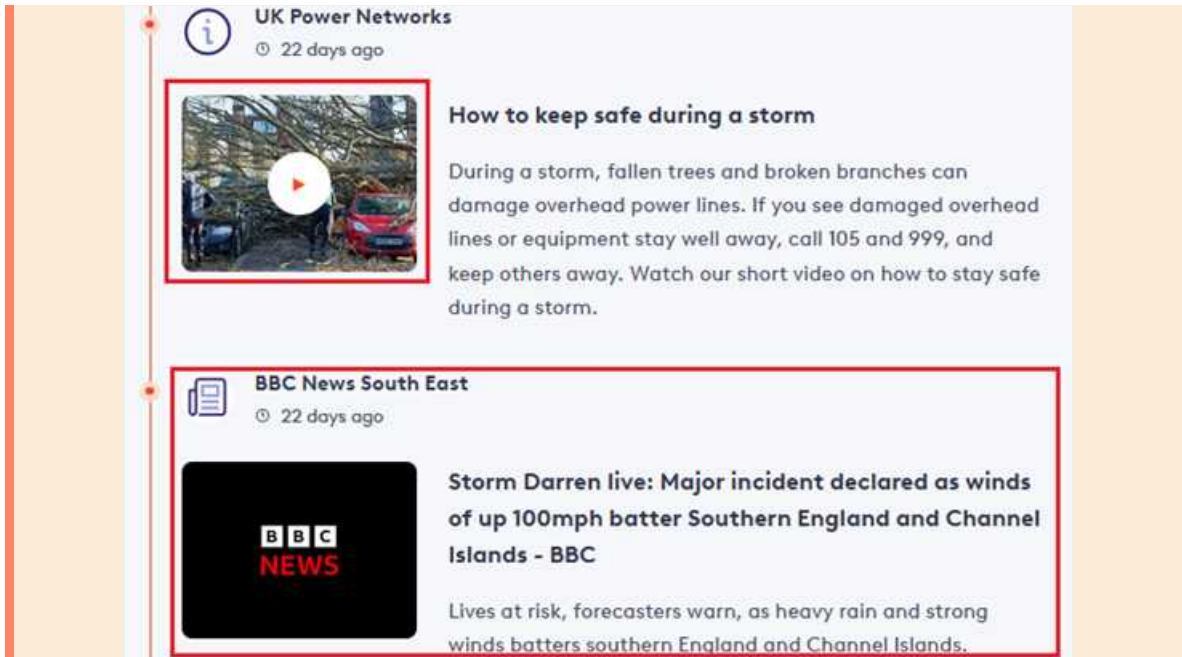 UK Power Networks
22 days ago
How to keep safe during a storm
During a storm, fallen trees and broken branches can
damage overhead power lines. If you see damaged overhead
lines or equipment stay well away, call 105 and 999, and
keep others away. Watch our short video on how to stay safe
during a storm.
BBC News South East
22 days ago
BBC
NEWS
Storm Darren live: Major incident declared as winds
of up 100mph batter Southern England and Channel
Islands - BBC
Lives at risk, forecasters warn, as heavy rain and strong
winds batters southern England and Channel Islands.